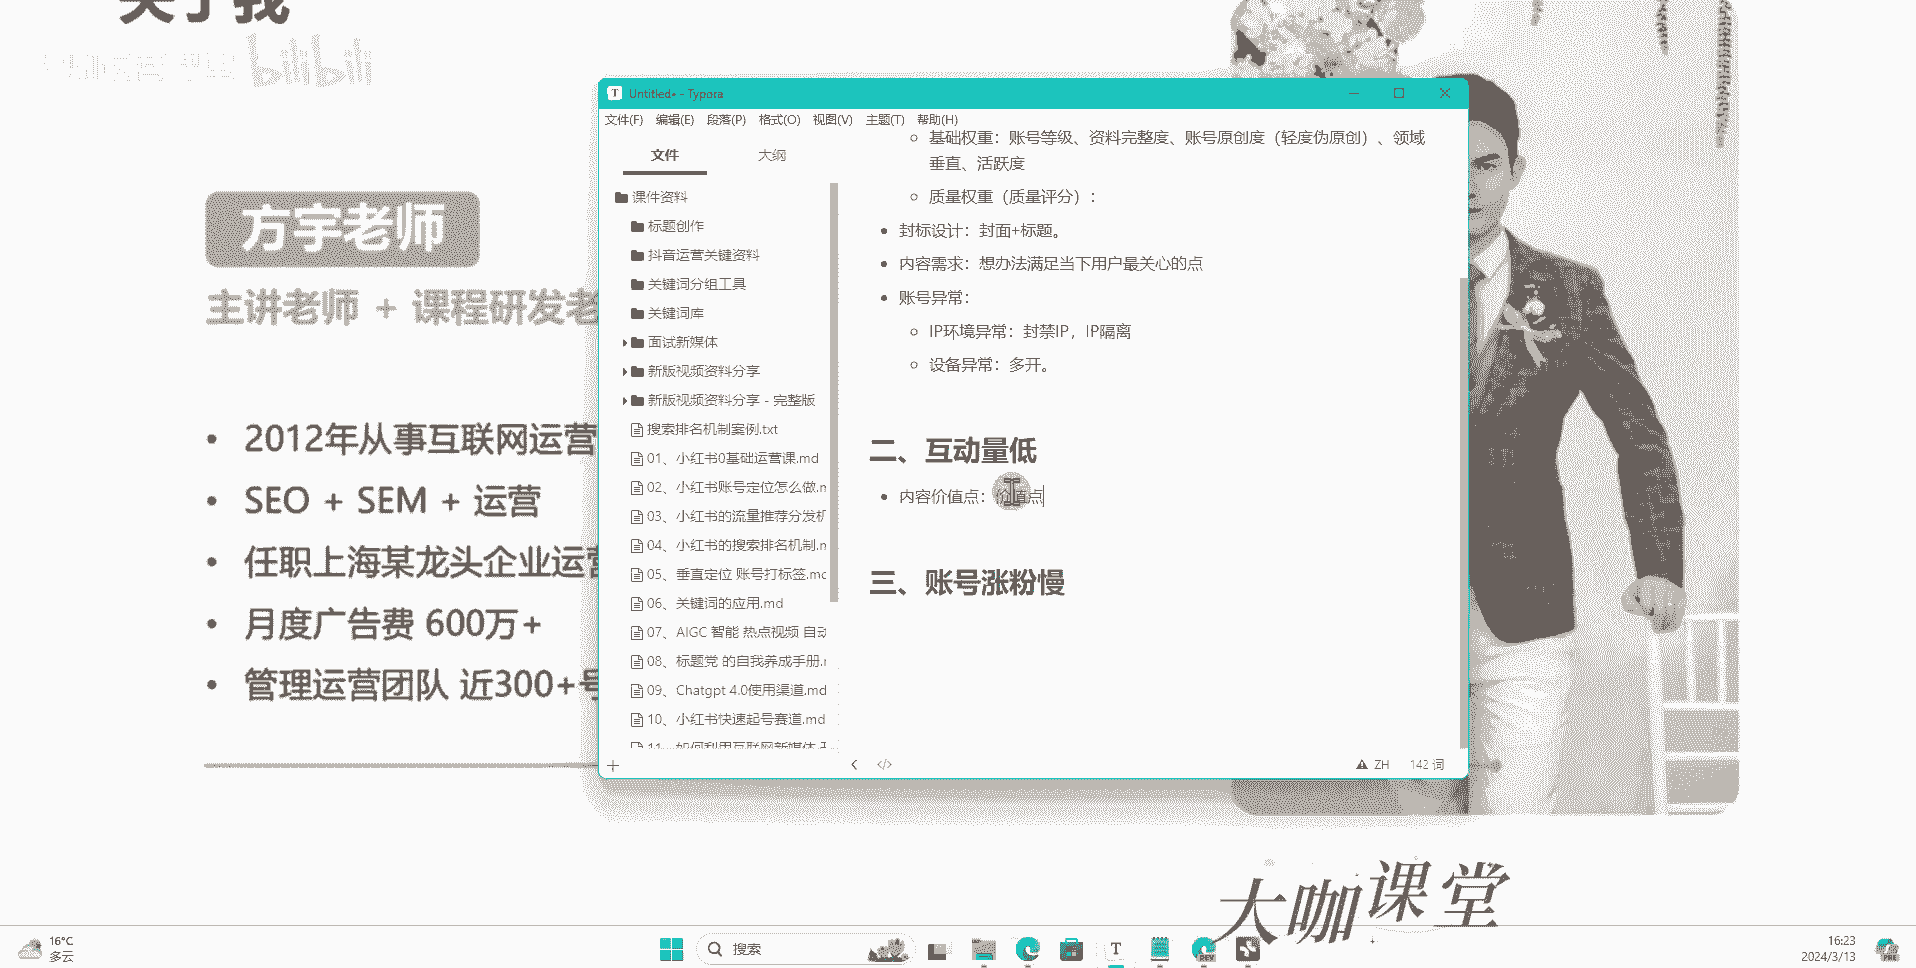 关于我
bilibili
方宇老师
主讲老师 + 课程研发老
• 2012年从事互联网运营
• SEO + SEM + 运营
• 任职上海某龙头企业运营
• 月度广告费 600万+
• 管理运营团队 近300+号
T Untitled• - Typora
文件(F) 编辑(E) 段落(P) 格式(O) 视图(V) 主题(T) 帮助(H)
文件 大纲
课件资料
标题创作
抖音运营关键资料
关键词分组工具
关键词库
面试新媒体
新版视频资料分享
新版视频资料分享 - 完整版
搜索排名机制案例.txt
01、小红书0基础运营课.md
02、小红书账号定位怎么做.m
03、小红书的流量推荐分发机
04、小红书的搜索排名机制.m
05、垂直定位 账号打标签.mc
06、关键词的应用.md
07、AIGC 智能 热点视频 自动
08、标题党 的自我养成手册.r
09、Chatgpt 4.0使用渠道.md
10、小红书快速起号赛道.md
11、如何利用互联网新媒体
基础权重：账号等级、资料完整度、账号原创度（轻度伪原创）、领域
垂直、活跃度
质量权重（质量评分）：
• 封标设计：封面+标题。
• 内容需求：想办法满足当下用户最关心的点
• 账号异常：
IP环境异常：封禁IP，IP隔离
设备异常：多开。
二、互动量低
• 内容价值点：价值点
三、账号涨粉慢
ZH 142 词
大咖课堂
16°C
多云
搜索
T
16:23
2024/3/13
PRE